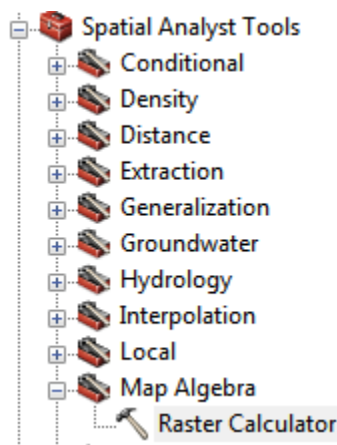 Spatial Analyst Tools
Conditional
Density
Distance
Extraction
Generalization
Groundwater
Hydrology
Interpolation
Local
Map Algebra
Raster Calculator